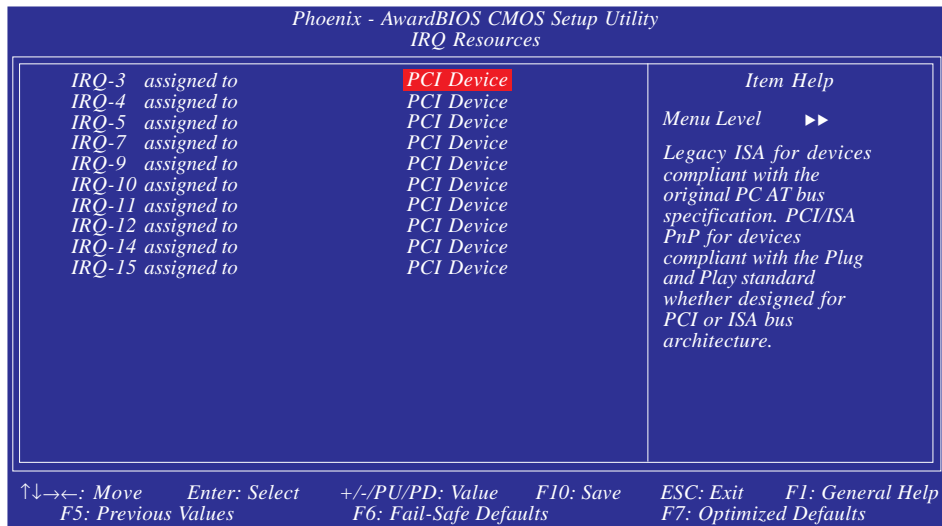 Phoenix - AwardBIOS CMOS Setup Utility
IRQ Resources
IRQ-3 assigned to PCI Device
IRQ-4 assigned to PCI Device
IRQ-5 assigned to PCI Device
IRQ-7 assigned to PCI Device
IRQ-9 assigned to PCI Device
IRQ-10 assigned to PCI Device
IRQ-11 assigned to PCI Device
IRQ-12 assigned to PCI Device
IRQ-14 assigned to PCI Device
IRQ-15 assigned to PCI Device
Item Help
Menu Level ▶▶
Legacy ISA for devices
compliant with the
original PC AT bus
specification. PCI/ISA
PnP for devices
compliant with the Plug
and Play standard
whether designed for
PCI or ISA bus
architecture.
↑↓→←: Move Enter: Select +/-/PU/PD: Value F10: Save ESC: Exit F1: General Help
F5: Previous Values F6: Fail-Safe Defaults F7: Optimized Defaults